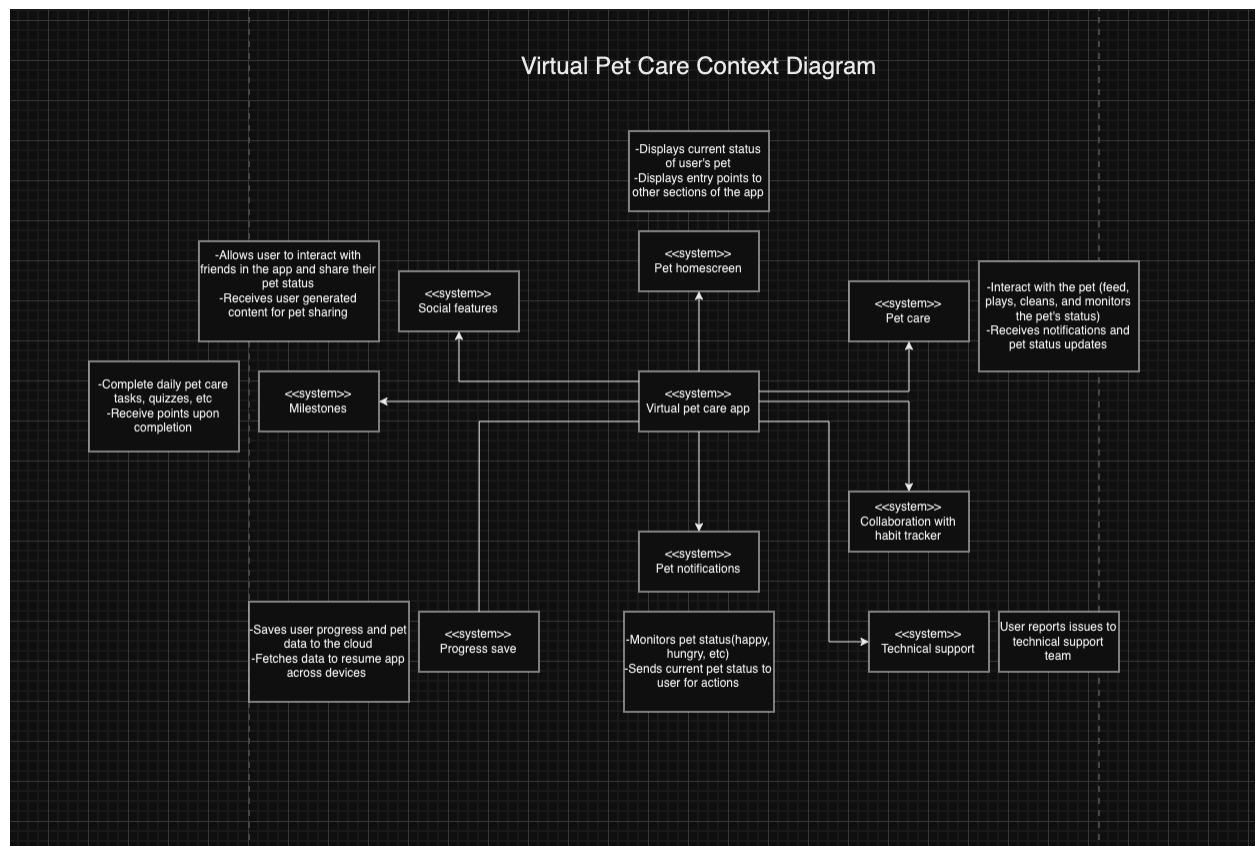 Virtual Pet Care Context Diagram
-Displays current status
of user's pet
-Displays entry points to
other sections of the app
<<system>>
Pet homescreen
-Allows user to interact with
friends in the app and share their
pet status
-Receives user generated
content for pet sharing
<<system>>
Social features
<<system>>
Pet care
-Interact with the pet (feed,
plays, cleans, and monitors
the pet's status)
-Receives notifications and
pet status updates
-Complete daily pet care
tasks, quizzes, etc
-Receive points upon
completion
<<system>>
Milestones
<<system>>
Virtual pet care app
<<system>>
Collaboration with
habit tracker
<<system>>
Pet notifications
-Saves user progress and pet
data to the cloud
-Fetches data to resume app
across devices
<<system>>
Progress save
-Monitors pet status(happy,
hungry, etc)
-Sends current pet status to
user for actions
<<system>>
Technical support
User reports issues to
technical support
team